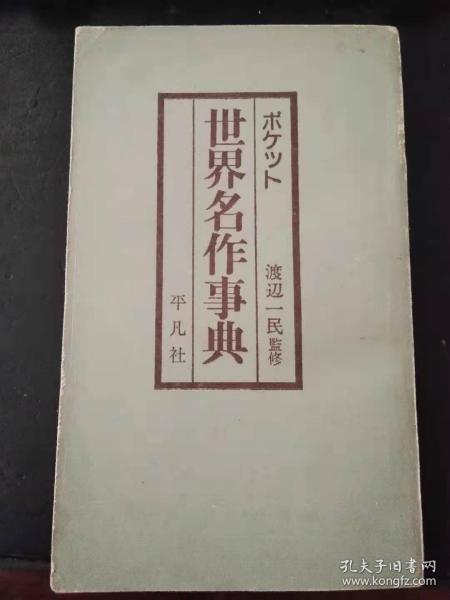 ポケット
渡辺一民監修
世界名作事典
平凡社
孔夫子旧书网
www.kongfz.com